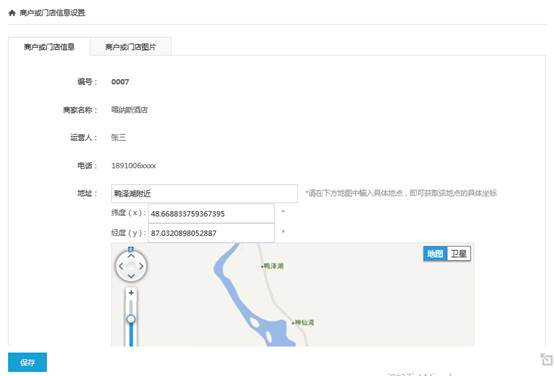 商户或门店信息设置
商户或门店信息 商户或门店图片
编号： 0007
商家名称： 喀纳斯酒店
运营人： 张三
电话： 1891006xxxx
地址： 鸭泽湖附近 *请在下方地图中输入具体地点，即可获取该地点的具体坐标
纬度（x）: 48.668833759367395 *
经度（y）: 87.0320898052887 *
地图 卫星
鸭泽湖
神仙湾
保存